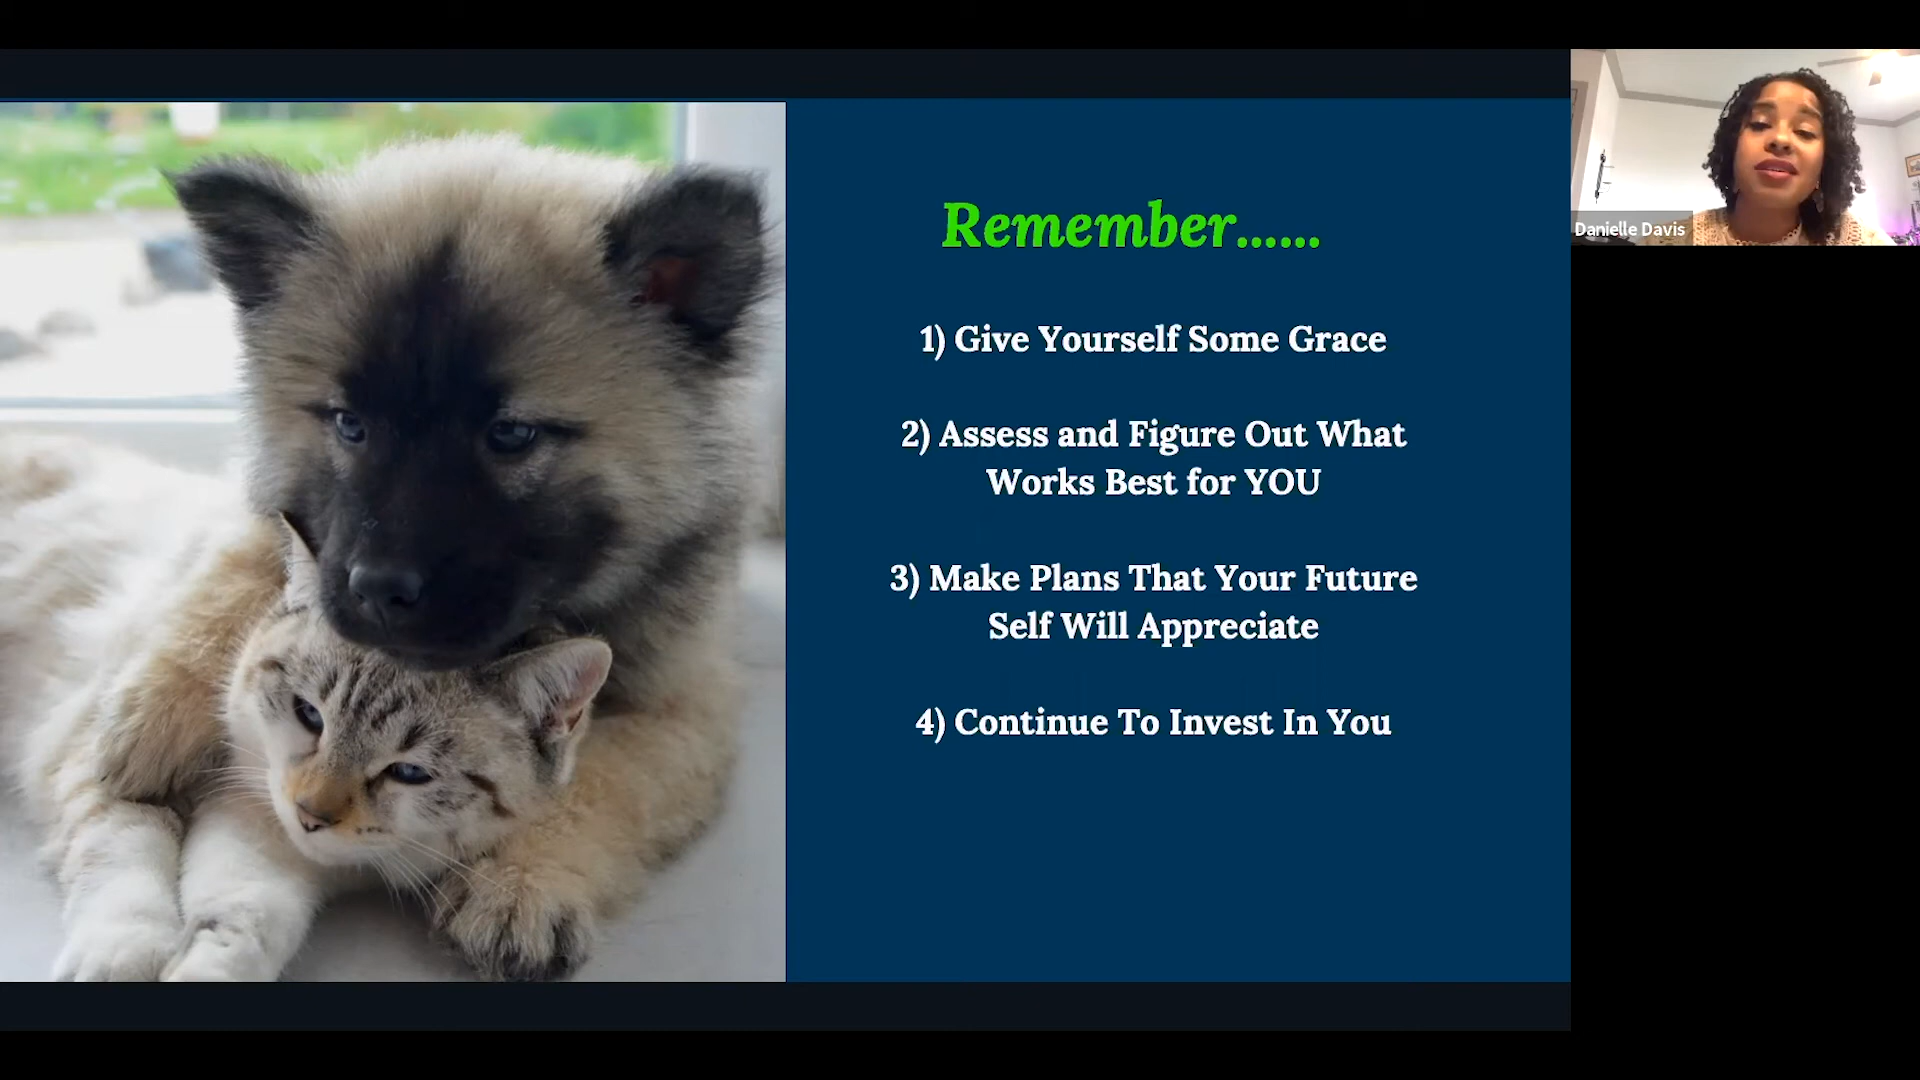 Remember......
1) Give Yourself Some Grace
2) Assess and Figure Out What
Works Best for YOU
3) Make Plans That Your Future
Self Will Appreciate
4) Continue To Invest In You
Danielle Davis